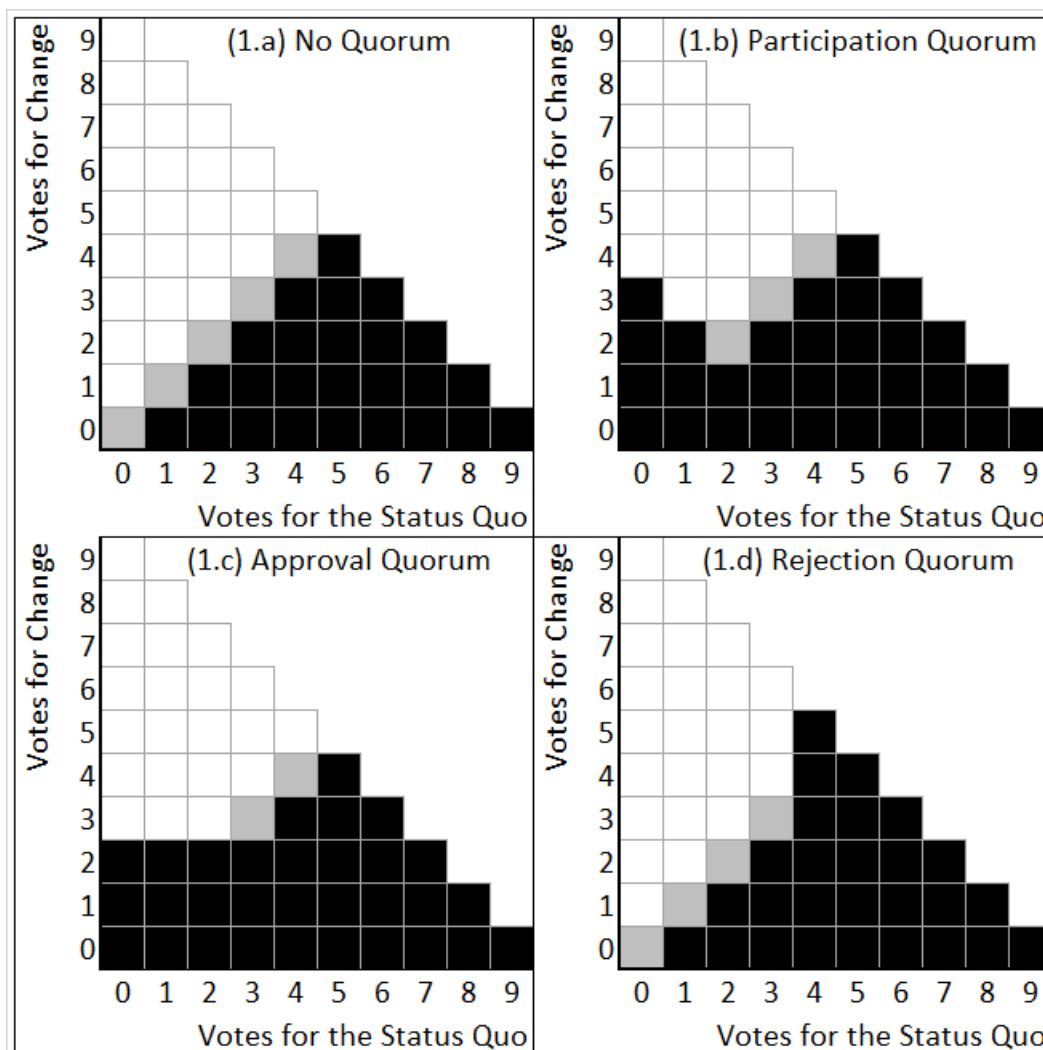 (1.a) No Quorum
Votes for Change
9
8
7
6
5
4
3
2
1
0
0 1 2 3 4 5 6 7 8 9
Votes for the Status Quo
(1.b) Participation Quorum
Votes for Change
9
8
7
6
5
4
3
2
1
0
0 1 2 3 4 5 6 7 8 9
Votes for the Status Quo
(1.c) Approval Quorum
Votes for Change
9
8
7
6
5
4
3
2
1
0
0 1 2 3 4 5 6 7 8 9
Votes for the Status Quo
(1.d) Rejection Quorum
Votes for Change
9
8
7
6
5
4
3
2
1
0
0 1 2 3 4 5 6 7 8 9
Votes for the Status Quo